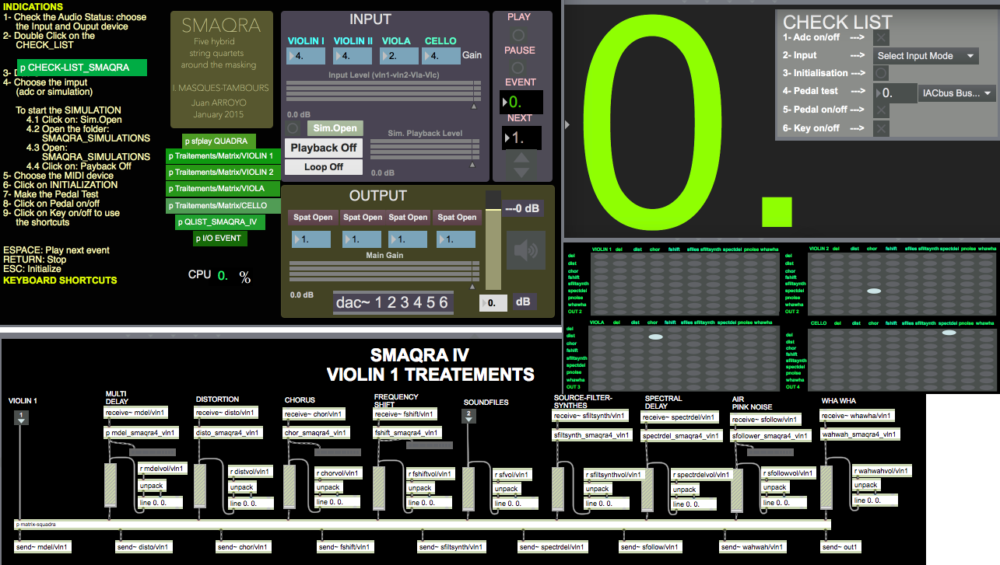 INDICATIONS
1- Check the Audio Status: choose
the Input and Ouput device
2- Double Click on the
CHECK_LIST
p CHECK-LIST_SMAQRA
3-
4- Choose the imput
(adc or simulation)
To start the SIMULATION
4.1 Click on: Sim.Open
4.2 Open the folder:
SMAQRA_SIMULATIONS
4.3 Open:
SMAQRA_SIMULATIONS
4.4 Click on: Payback Off
5- Choose the MIDI device
6- Click on INITIALIZATION
7- Make the Pedal Test
8- Click on Pedal on/off
9- Click on Key on/off to use
the shortcuts
ESPACE: Play next event
RETURN: Stop
ESC: Initialize
KEYBOARD SHORTCUTS
SMAQRA
Five hybrid
string quartets
around the masking
I. MASQUES-TAMBOURS
Juan ARROYO
January 2015
p sfplay QUADRA
p Traitements/Matrix/VIOLIN 1
p Traitements/Matrix/VIOLIN 2
p Traitements/Matrix/VIOLA
p Traitements/Matrix/CELLO
p QLIST_SMAQRA_IV
p I/O EVENT
CPU 0. %
INPUT
VIOLIN I VIOLIN II VIOLA CELLO
4. 4. 2. 4. Gain
Input Level (vln1-vln2-Vla-Vlc)
0.0 dB
Sim.Open
Playback Off
Loop Off
Sim. Playback Level
0.0 dB
PLAY
PAUSE
EVENT
0.
NEXT
1.
OUTPUT
Spat Open Spat Open Spat Open Spat Open
1. 1. 1. 1.
Main Gain
0.0 dB
dac~ 1 2 3 4 5 6
---0 dB
0. dB
0.
CHECK LIST
1- Adc on/off --->
2- Input ---> Select Input Mode
3- Initialisation --->
4- Pedal test ---> 0. IACbus Bus...
5- Pedal on/off --->
6- Key on/off --->
VIOLIN 1 del dist chor fshift sfiles sfiltsynth spectdel pnoise whawha
del
dist
chor
fshift
sfiltsynth
spectdel
pnoise
whawha
OUT 2
VIOLIN 2 del dist chor fshift sfiles sfiltsynth spectdel pnoise whawha
del
dist
chor
fshift
sfiltsynth
spectdel
pnoise
whawha
OUT 2
VIOLA del dist chor fshift sfiles sfiltsynth spectdel pnoise whawha
del
dist
chor
fshift
sfiltsynth
spectdel
pnoise
whawha
OUT 3
CELLO del dist chor fshift sfiles sfiltsynth spectdel pnoise whawha
del
dist
chor
fshift
sfiltsynth
spectdel
pnoise
whawha
OUT 4
SMAQRA IV
VIOLIN 1 TREATEMENTS
VIOLIN 1
1
MULTI
DELAY
receive~ mdel/vln1
p mdel_smaqra4_vln1
r mdelvol/vln1
unpack
line 0. 0.
DISTORTION
receive~ disto/vln1
disto_smaqra4_vln1
r distvol/vln1
unpack
line 0. 0.
CHORUS
receive~ chor/vln1
chor_smaqra4_vln1
r chorvol/vln1
unpack
line 0. 0.
FREQUENCY
SHIFT
receive~ fshift/vln1
fshift_smaqra4_vln1
r fshiftvol/vln1
unpack
line 0. 0.
SOUNDFILES
2
r sfvol/vln1
unpack
line 0. 0.
SOURCE-FILTER-
SYNTHES
receive~ sfiltsynth/vln1
sfiltsynth_smaqra4_vln1
r sfiltsynthvol/vln1
unpack
line 0. 0.
SPECTRAL
DELAY
receive~ spectrdel/vln1
spectrdel_smaqra4_vln1
r spectrdelvol/vln1
unpack
line 0. 0.
AIR
PINK NOISE
receive~ sfollow/vln1
sfollower_smaqra4_vln1
r sfollowvol/vln1
unpack
line 0. 0.
WHA WHA
receive~ whawha/vln1
wahwah_smaqra4_vln1
r wahwahvol/vln1
unpack
line 0. 0.
p matrix-squadra
send~ mdel/vln1
send~ disto/vln1
send~ chor/vln1
send~ fshift/vln1
send~ sfiltsynth/vln1
send~ spectrdel/vln1
send~ sfollow/vln1
send~ wahwah/vln1
send~ out1